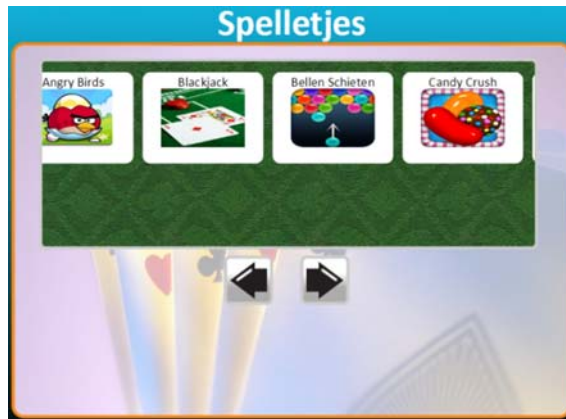 Spelletjes
Angry Birds
Blackjack
Bellen Schieten
Candy Crush